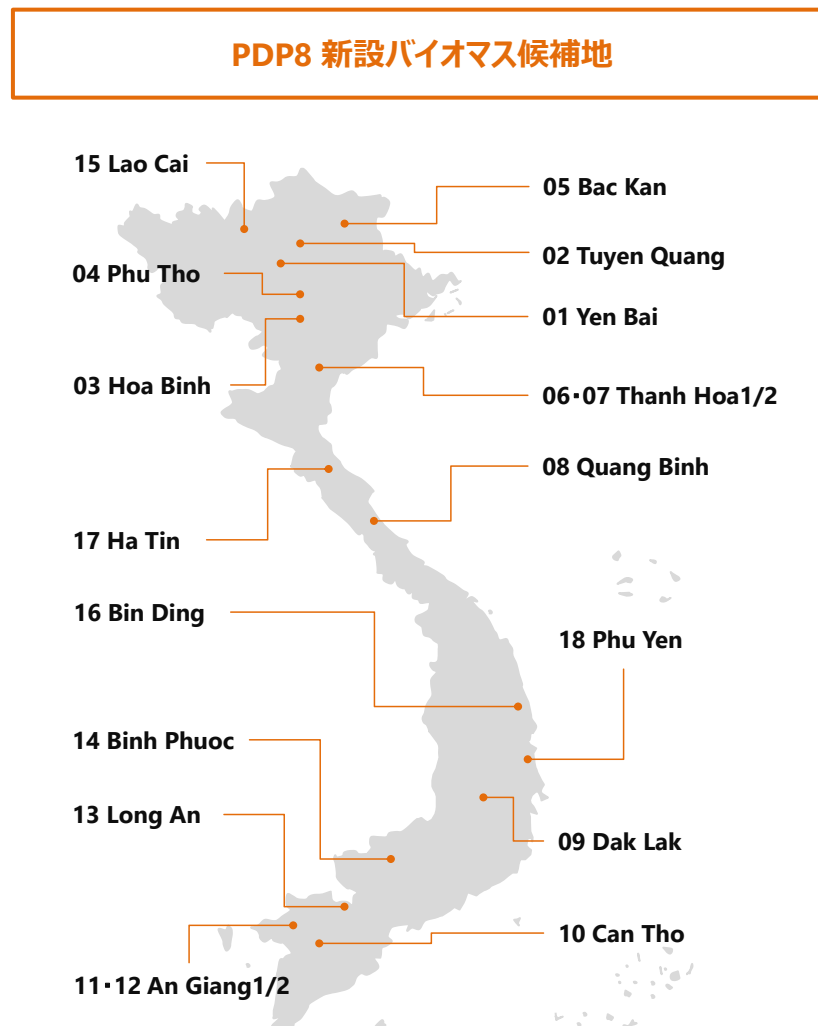 PDP8 新設バイオマス候補地
15 Lao Cai
05 Bac Kan
02 Tuyen Quang
04 Phu Tho
01 Yen Bai
03 Hoa Binh
06・07 Thanh Hoa1/2
08 Quang Binh
17 Ha Tin
16 Bin Ding
18 Phu Yen
14 Binh Phuoc
13 Long An
09 Dak Lak
10 Can Tho
11・12 An Giang1/2